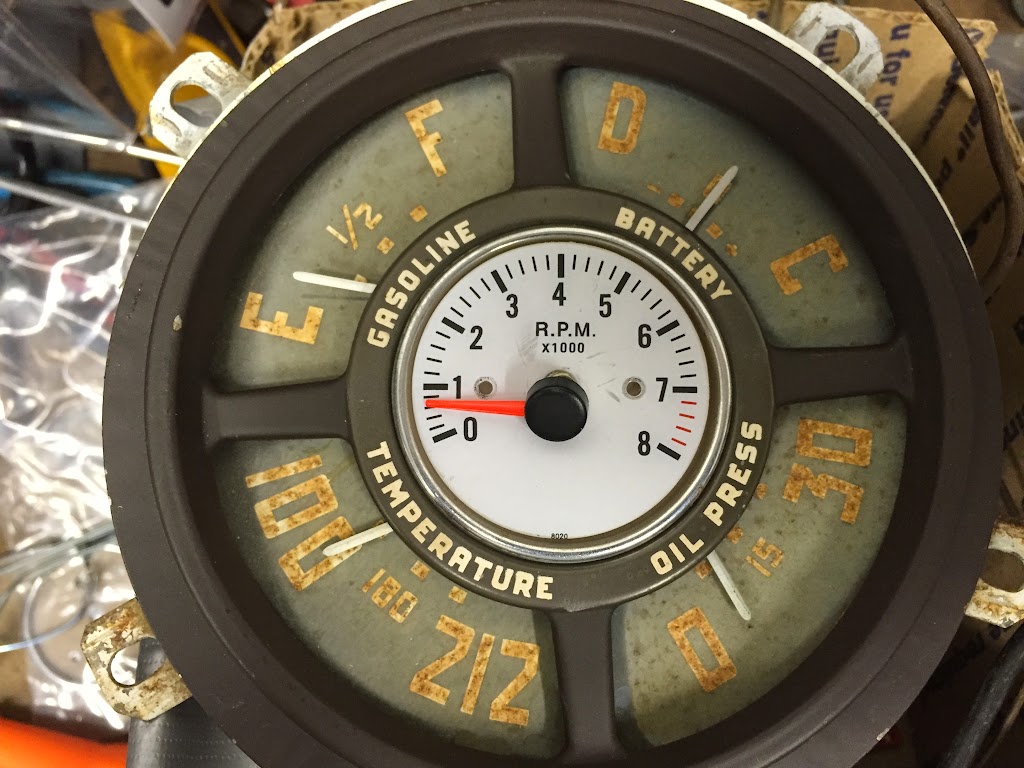 GASOLINE
E
1/2
F
BATTERY
D
C
0
1
2
3
4
5
6
7
8
R.P.M.
X1000
8020
TEMPERATURE
100
180
212
OIL PRESS
0
15
30
u for